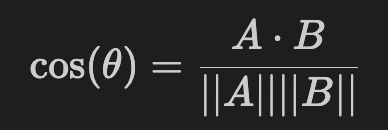 cos(θ) = A · B / ||A||||B||